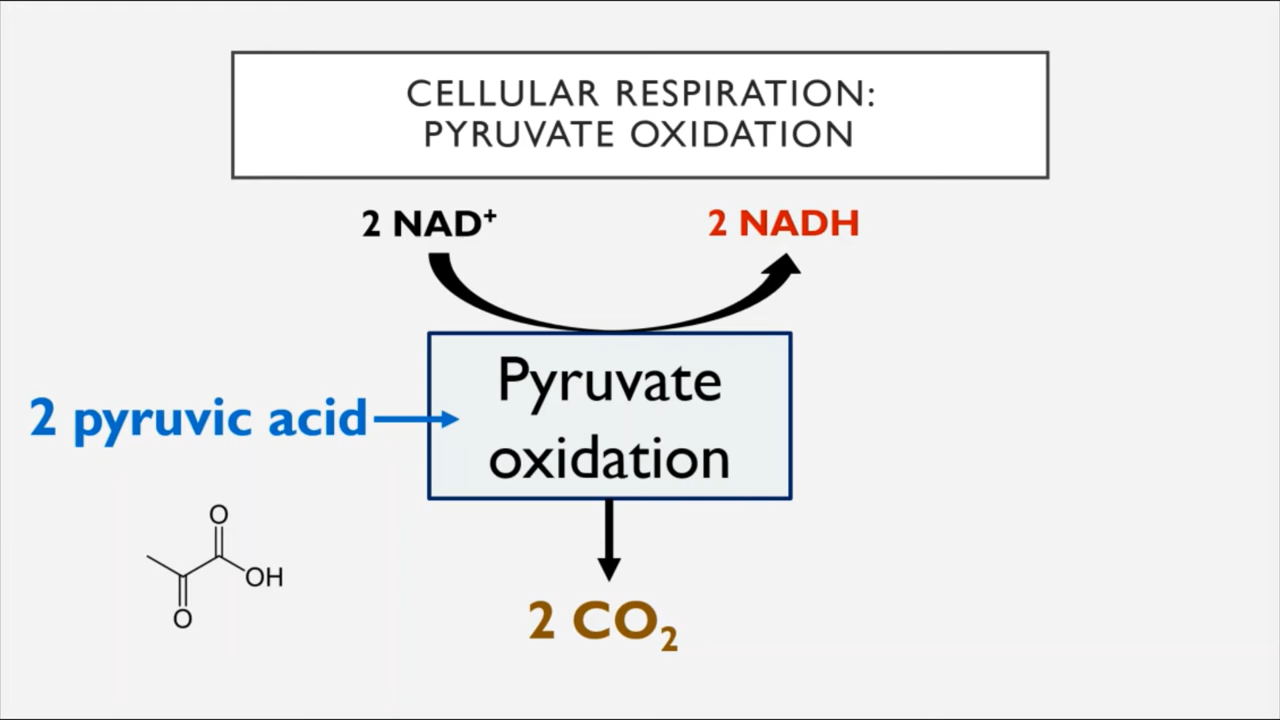 CELLULAR RESPIRATION:
PYRUVATE OXIDATION
2 NAD⁺
2 NADH
Pyruvate
oxidation
2 pyruvic acid
O
OH
O
2 CO₂